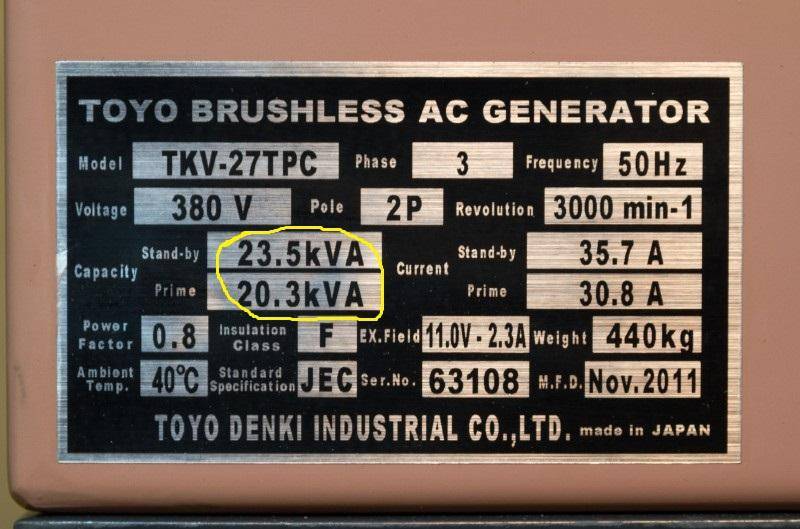 TOYO BRUSHLESS AC GENERATOR
Model TKV-27TPC Phase 3 Frequency 50Hz
Voltage 380 V Pole 2P Revolution 3000 min-1
Capacity Stand-by 23.5kVA Current Stand-by 35.7 A
Prime 20.3kVA Prime 30.8 A
Power Factor 0.8 Insulation Class F EX.Field 11.0V - 2.3A Weight 440kg
Ambient Temp. 40℃ Standard Specification JEC Ser.No. 63108 M.F.D. Nov.2011
TOYO DENKI INDUSTRIAL CO.,LTD. made in JAPAN